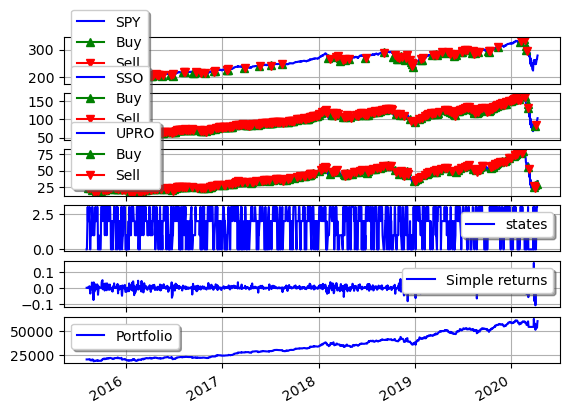 SPY
Buy
Sell
300
200
SSO
Buy
Sell
150
100
50
UPRO
Buy
Sell
75
50
25
states
2.5
0.0
Simple returns
0.1
0.0
−0.1
Portfolio
50000
25000
2016 2017 2018 2019 2020